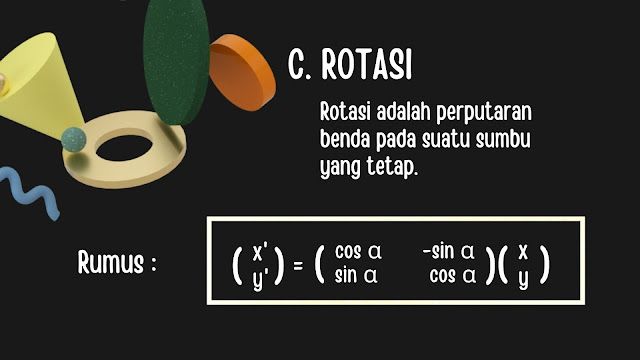 C. ROTASI
Rotasi adalah perputaran
benda pada suatu sumbu
yang tetap.
Rumus :
( x' ) = ( cos α -sin α )( x )
( y' ) ( sin α cos α )( y )